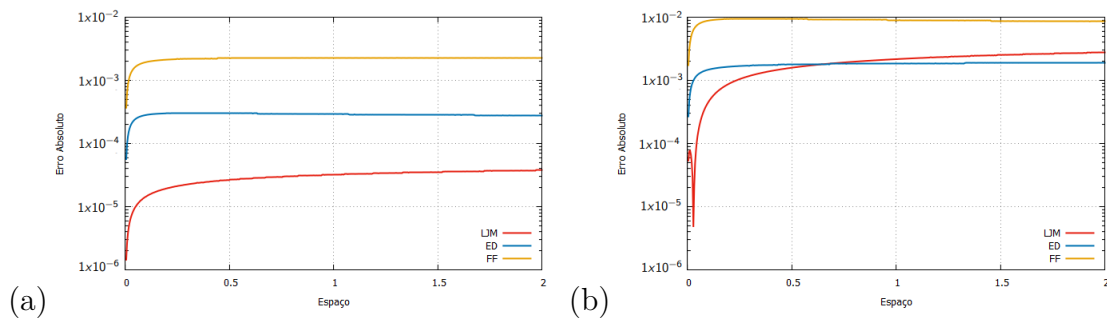 1x10⁻²
1x10⁻³
1x10⁻⁴
1x10⁻⁵
1x10⁻⁶
Erro Absoluto
0
0.5
1
1.5
2
Espaço
LJM
ED
FF
(a)
1x10⁻²
1x10⁻³
1x10⁻⁴
1x10⁻⁵
1x10⁻⁶
Erro Absoluto
0
0.5
1
1.5
2
Espaço
LJM
ED
FF
(b)